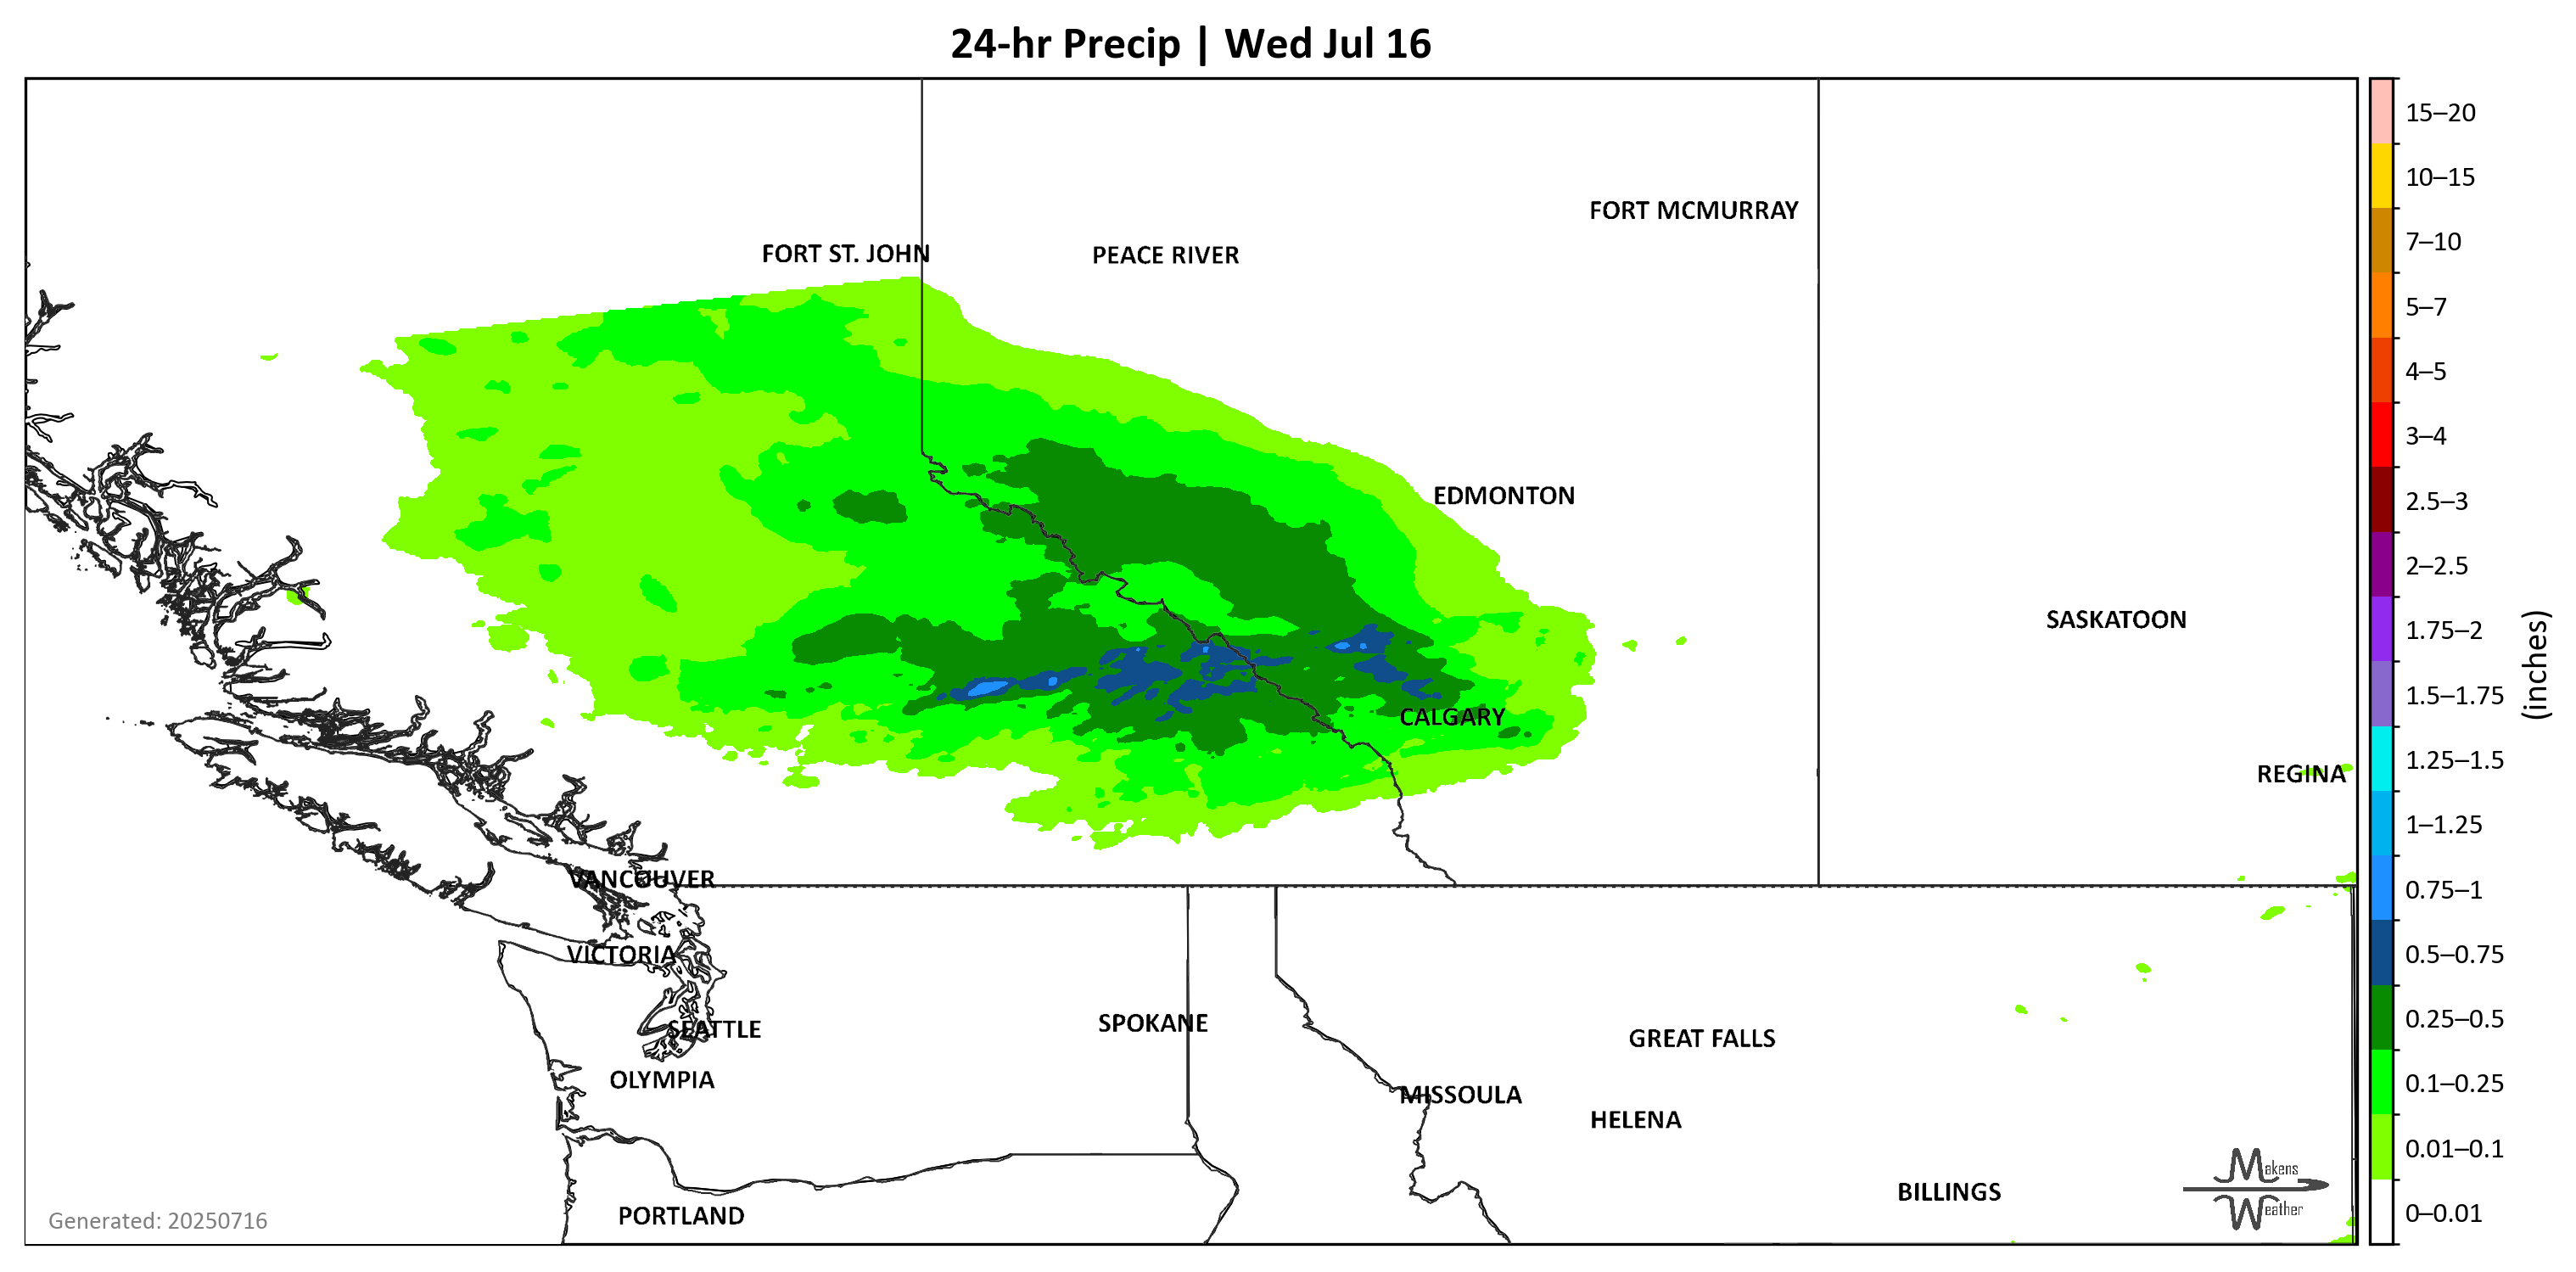 24-hr Precip | Wed Jul 16
15–20
10–15
FORT MCMURRAY
7–10
FORT ST. JOHN
PEACE RIVER
5–7
4–5
3–4
EDMONTON
2.5–3
2–2.5
SASKATOON
1.75–2
(inches)
1.5–1.75
CALGARY
1.25–1.5
REGINA
1–1.25
VANCOUVER
0.75–1
VICTORIA
0.5–0.75
SEATTLE
SPOKANE
GREAT FALLS
0.25–0.5
OLYMPIA
MISSOULA
HELENA
0.1–0.25
0.01–0.1
Makens
Weather
BILLINGS
PORTLAND
Generated: 20250716
0–0.01